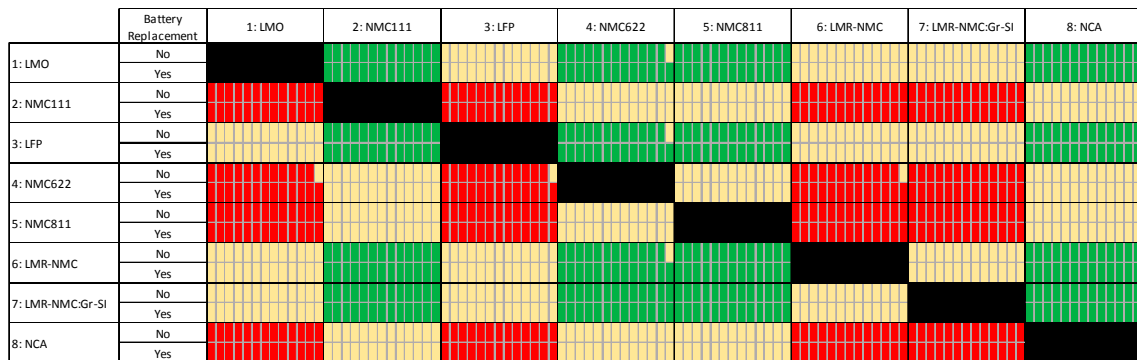 Battery
Replacement
1: LMO
2: NMC111
3: LFP
4: NMC622
5: NMC811
6: LMR-NMC
7: LMR-NMC:Gr-SI
8: NCA
1: LMO
No
Yes
2: NMC111
No
Yes
3: LFP
No
Yes
4: NMC622
No
Yes
5: NMC811
No
Yes
6: LMR-NMC
No
Yes
7: LMR-NMC:Gr-SI
No
Yes
8: NCA
No
Yes